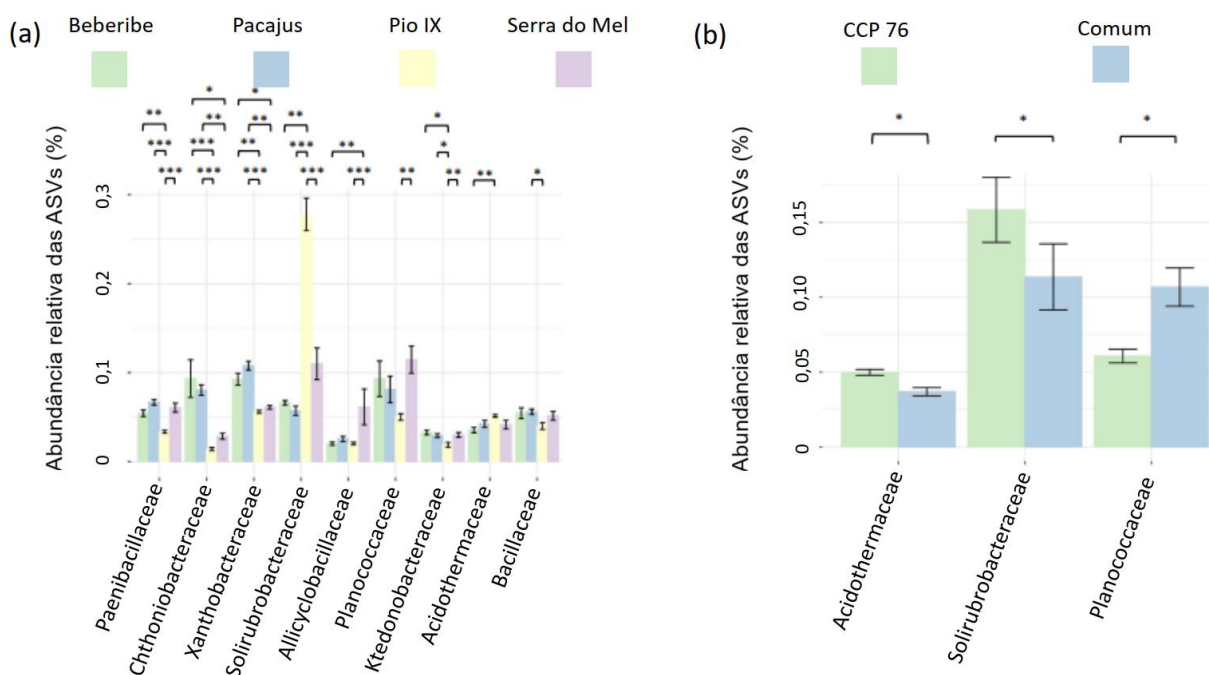 (a)
Beberibe
Pacajus
Pio IX
Serra do Mel
* *
** ** ** **
*** ** *** *
*** *** *** *** *** ** ** *
Abundância relativa das ASVs (%)
0,3
0,2
0,1
0
Paenibacillaceae
Chthoniobacteraceae
Xanthobacteraceae
Solirubrobacteraceae
Allicyclobacillaceae
Planococcaceae
Ktedonobacteraceae
Acidothermaceae
Bacillaceae
(b)
CCP 76
Comum
* * *
Abundância relativa das ASVs (%)
0,15
0,10
0,05
0
Acidothermaceae
Solirubrobacteraceae
Planococcaceae